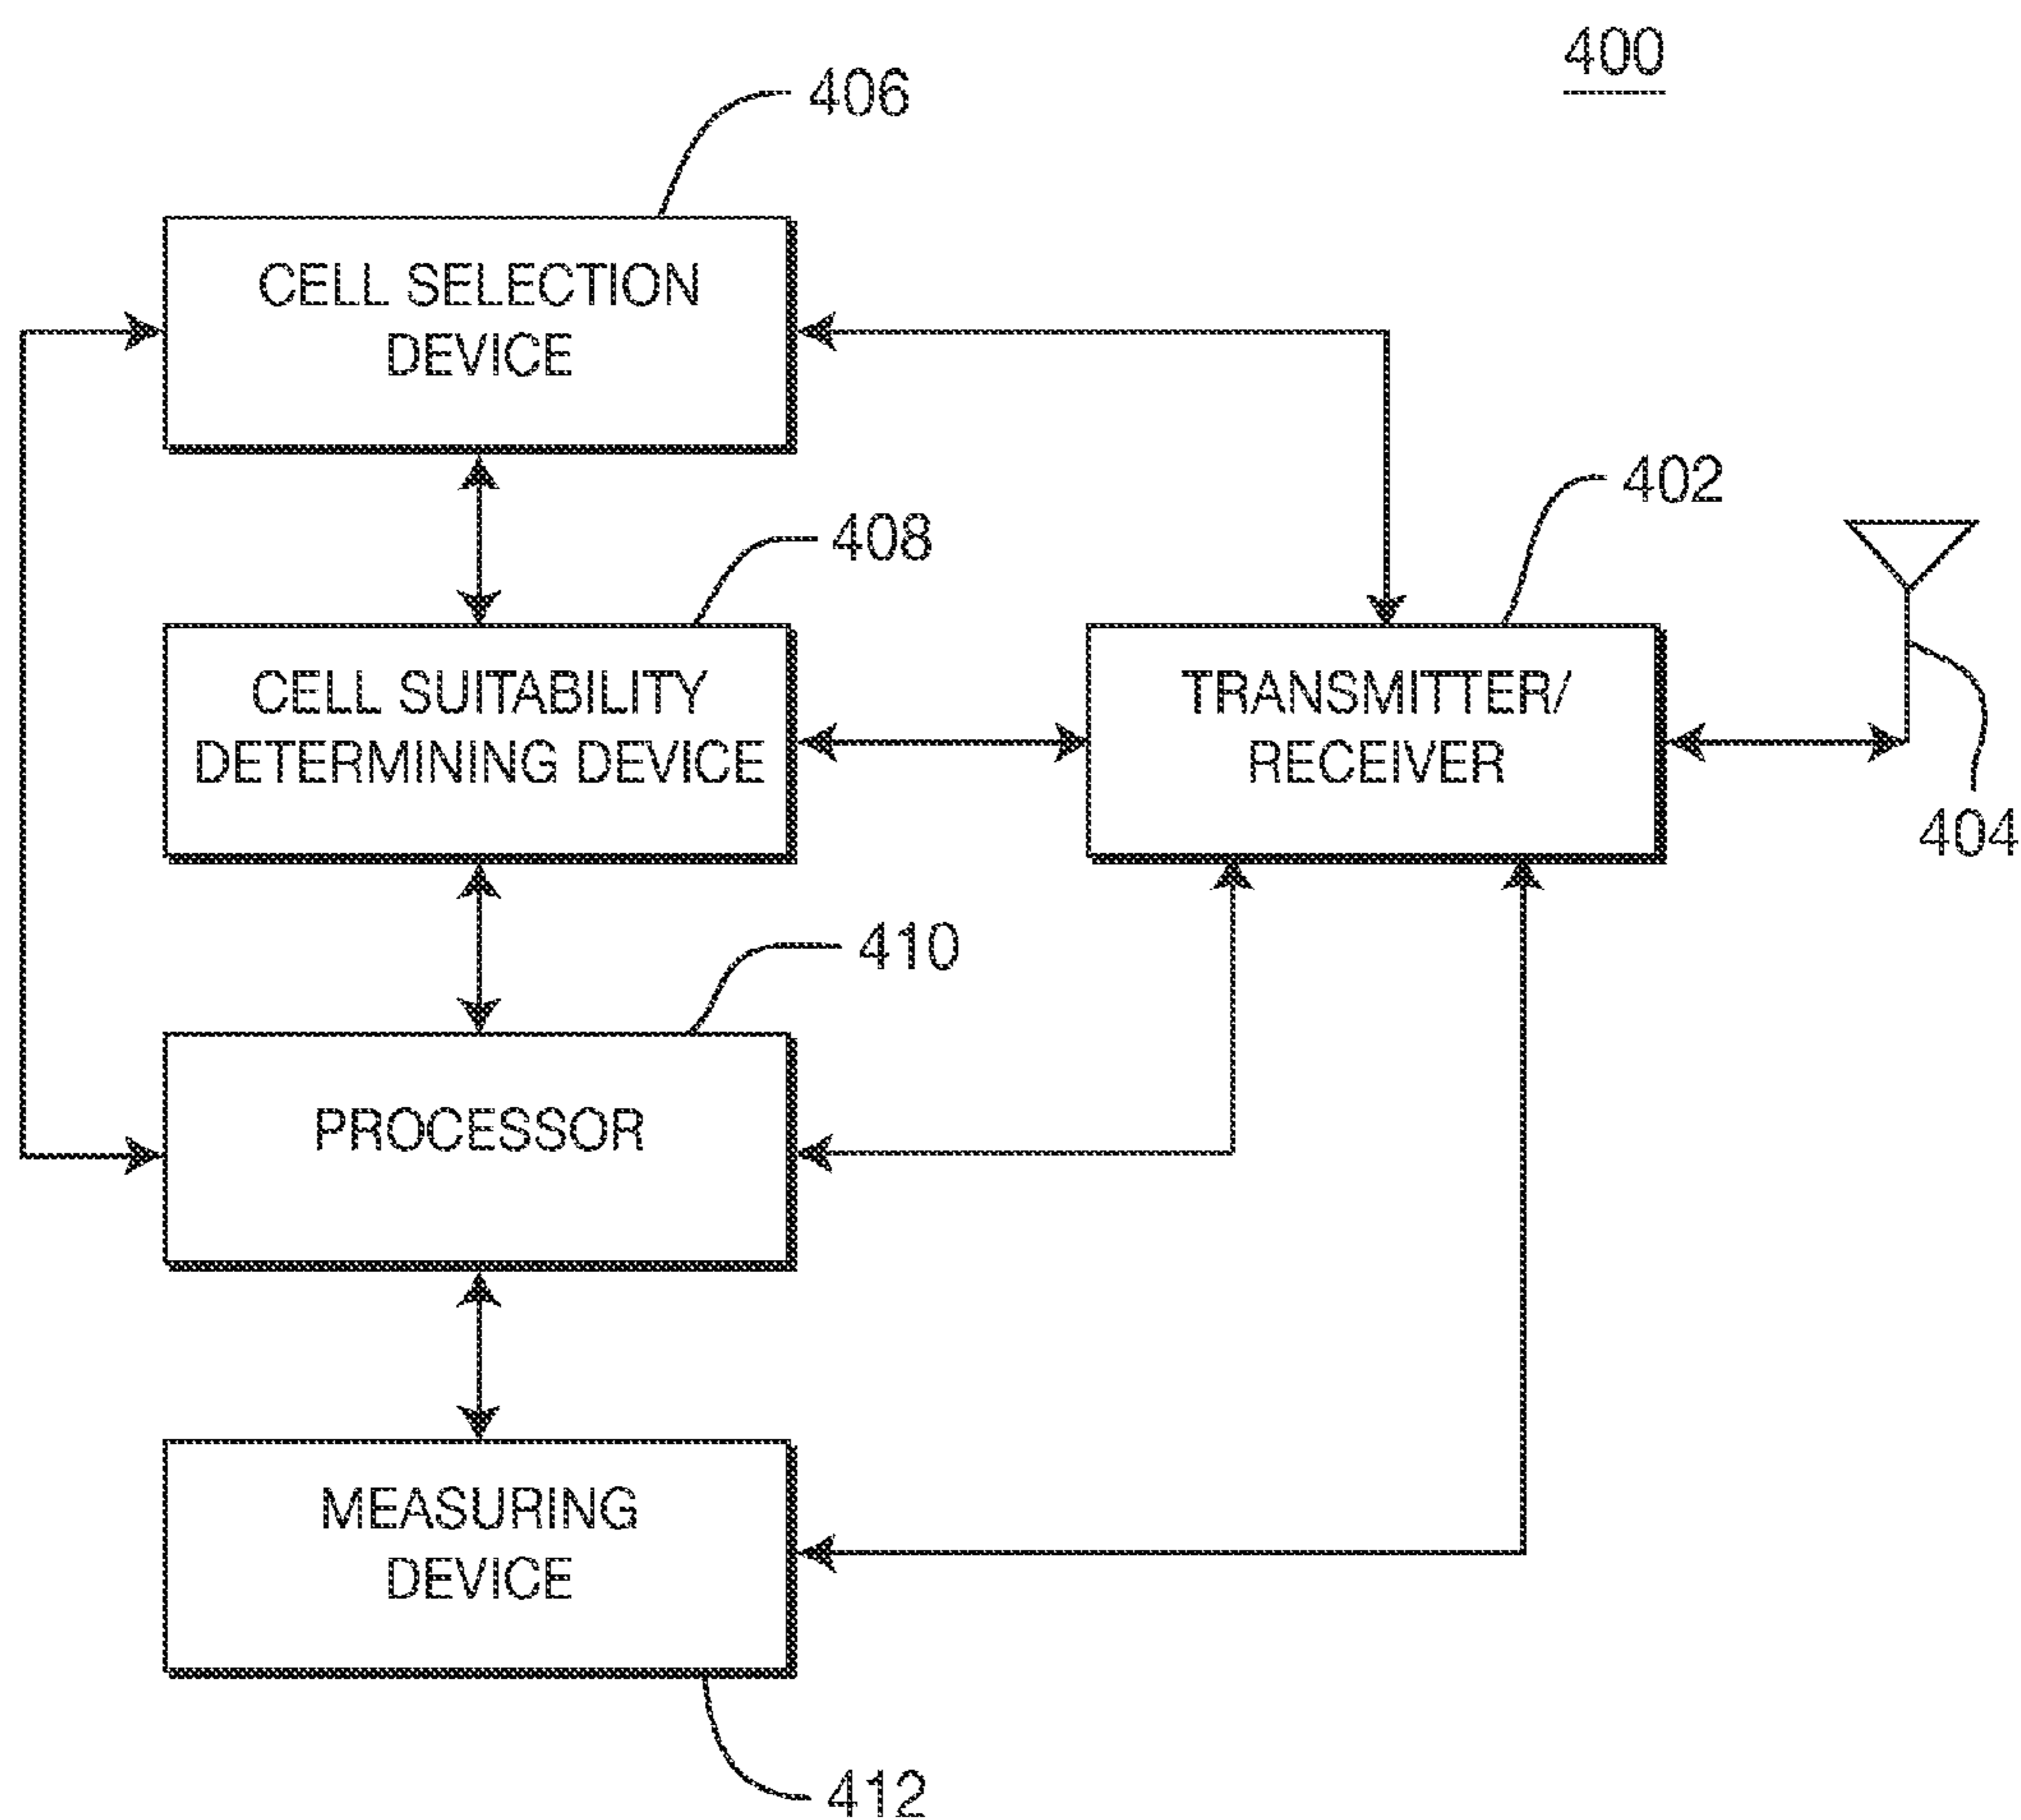 400
406
CELL SELECTION
DEVICE
402
408
CELL SUITABILITY
DETERMINING DEVICE
TRANSMITTER/
RECEIVER
404
410
PROCESSOR
MEASURING
DEVICE
412